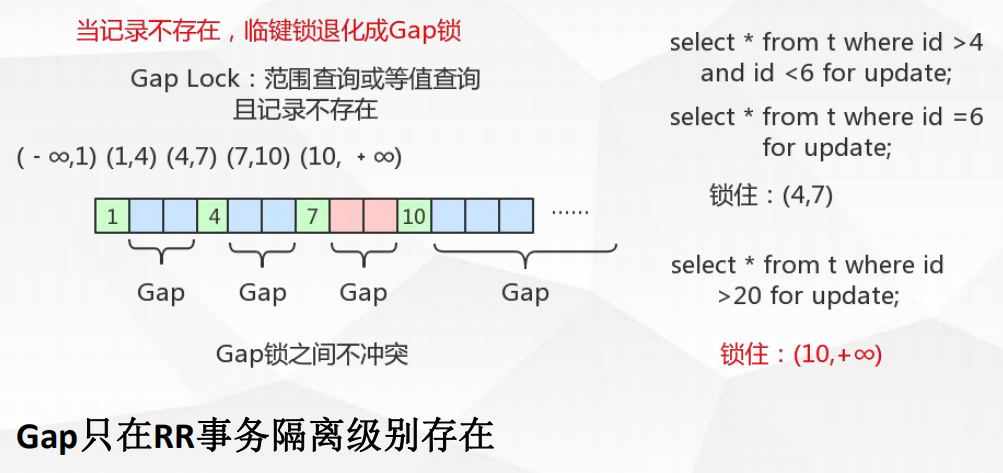 当记录不存在，临键锁退化成Gap锁
Gap Lock：范围查询或等值查询
且记录不存在
(-∞,1) (1,4) (4,7) (7,10) (10, +∞)
1 4 7 10 ……
Gap Gap Gap Gap
Gap锁之间不冲突
Gap只在RR事务隔离级别存在
select * from t where id >4
and id <6 for update;
select * from t where id =6
for update;
锁住：(4,7)
select * from t where id
>20 for update;
锁住：(10,+∞)